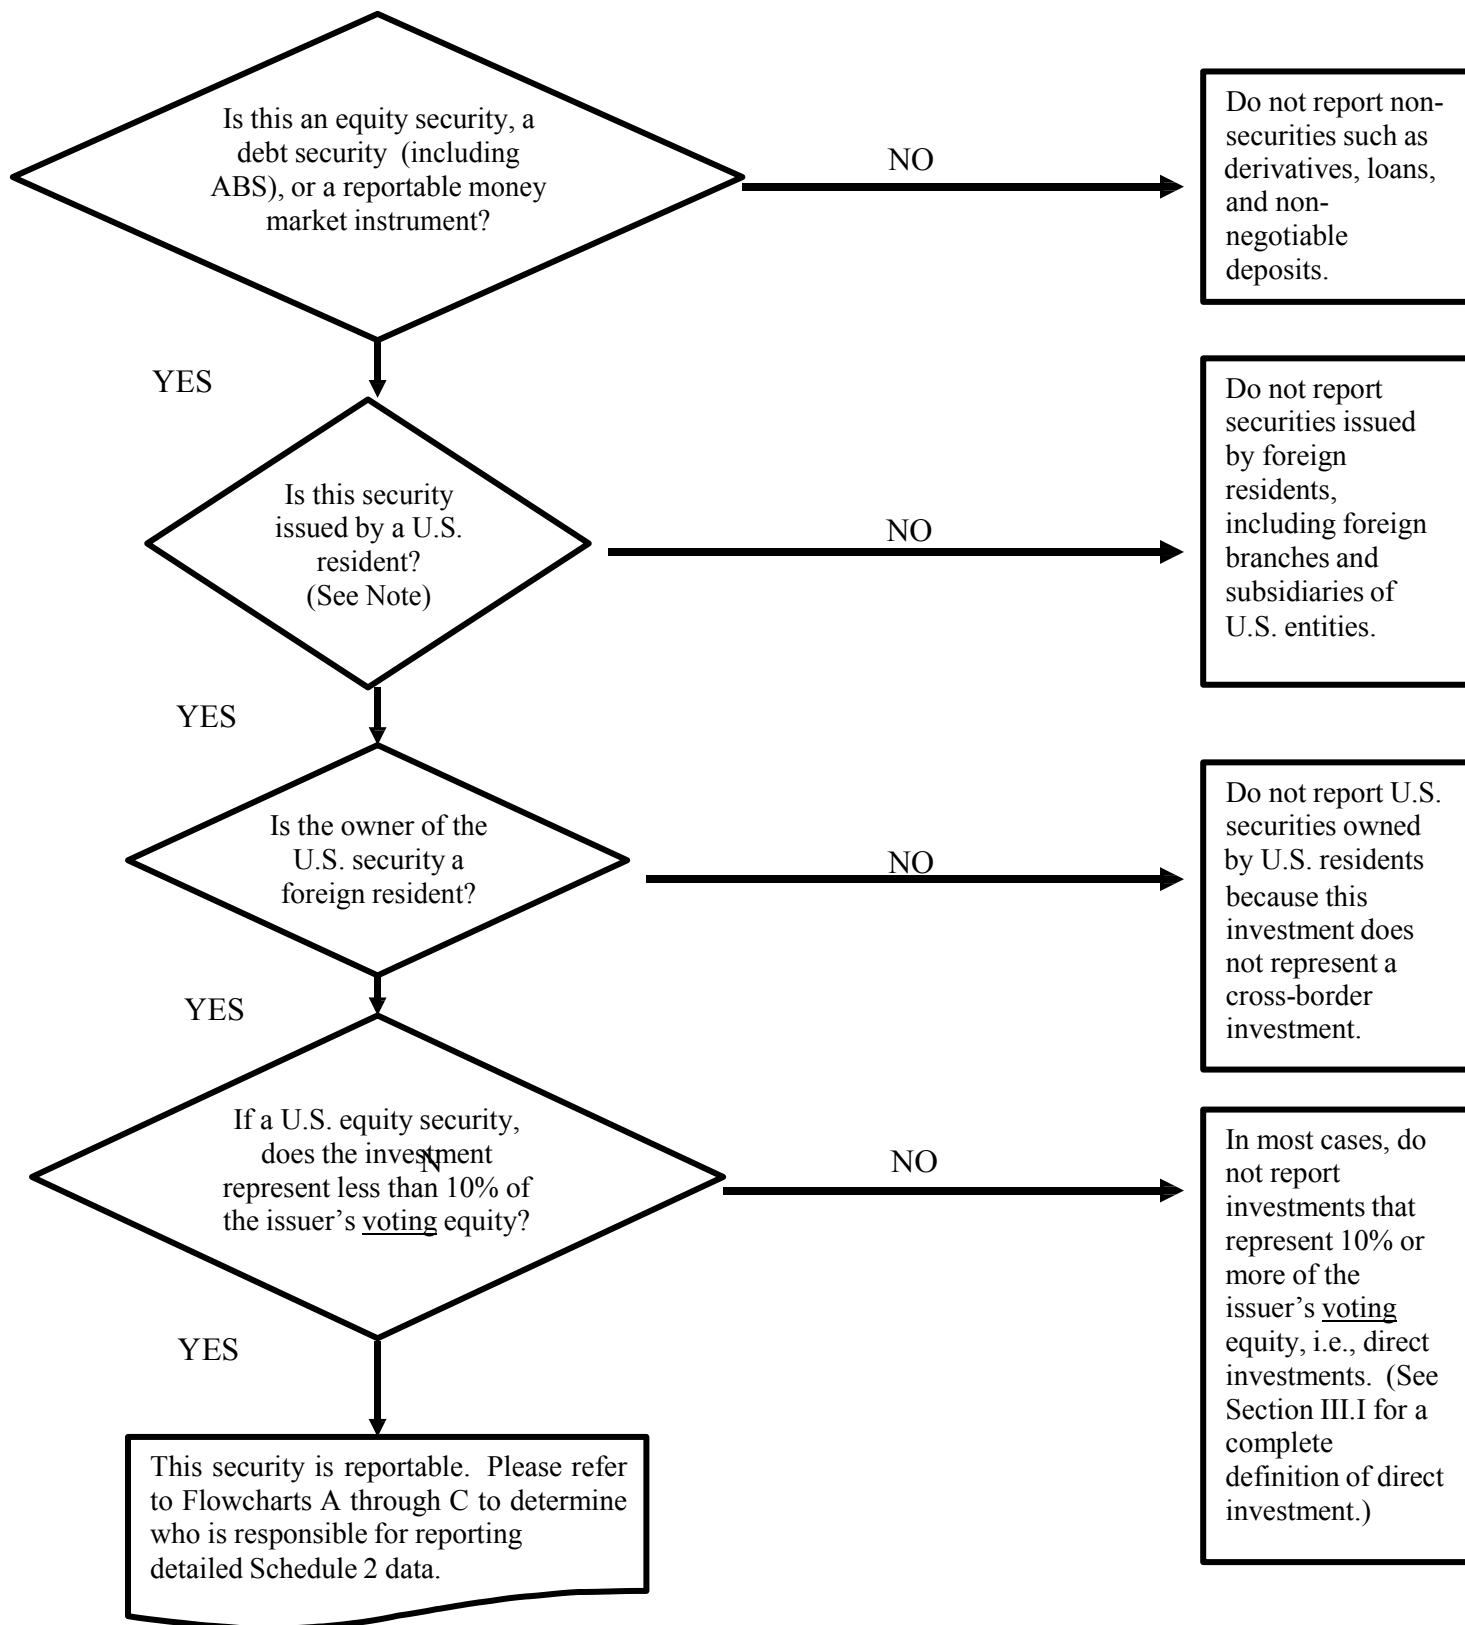 Is this an equity security, a
debt security (including
ABS), or a reportable money
market instrument?
NO
Do not report non-
securities such as
derivatives, loans,
and non-
negotiable
deposits.
YES
Is this security
issued by a U.S.
resident?
(See Note)
NO
Do not report
securities issued
by foreign
residents,
including foreign
branches and
subsidiaries of
U.S. entities.
YES
Is the owner of the
U.S. security a
foreign resident?
NO
Do not report U.S.
securities owned
by U.S. residents
because this
investment does
not represent a
cross-border
investment.
YES
If a U.S. equity security,
does the investment
N
represent less than 10% of
the issuer’s voting equity?
NO
In most cases, do
not report
investments that
represent 10% or
more of the
issuer’s voting
equity, i.e., direct
investments. (See
Section III.I for a
complete
definition of direct
investment.)
YES
This security is reportable. Please refer
to Flowcharts A through C to determine
who is responsible for reporting
detailed Schedule 2 data.